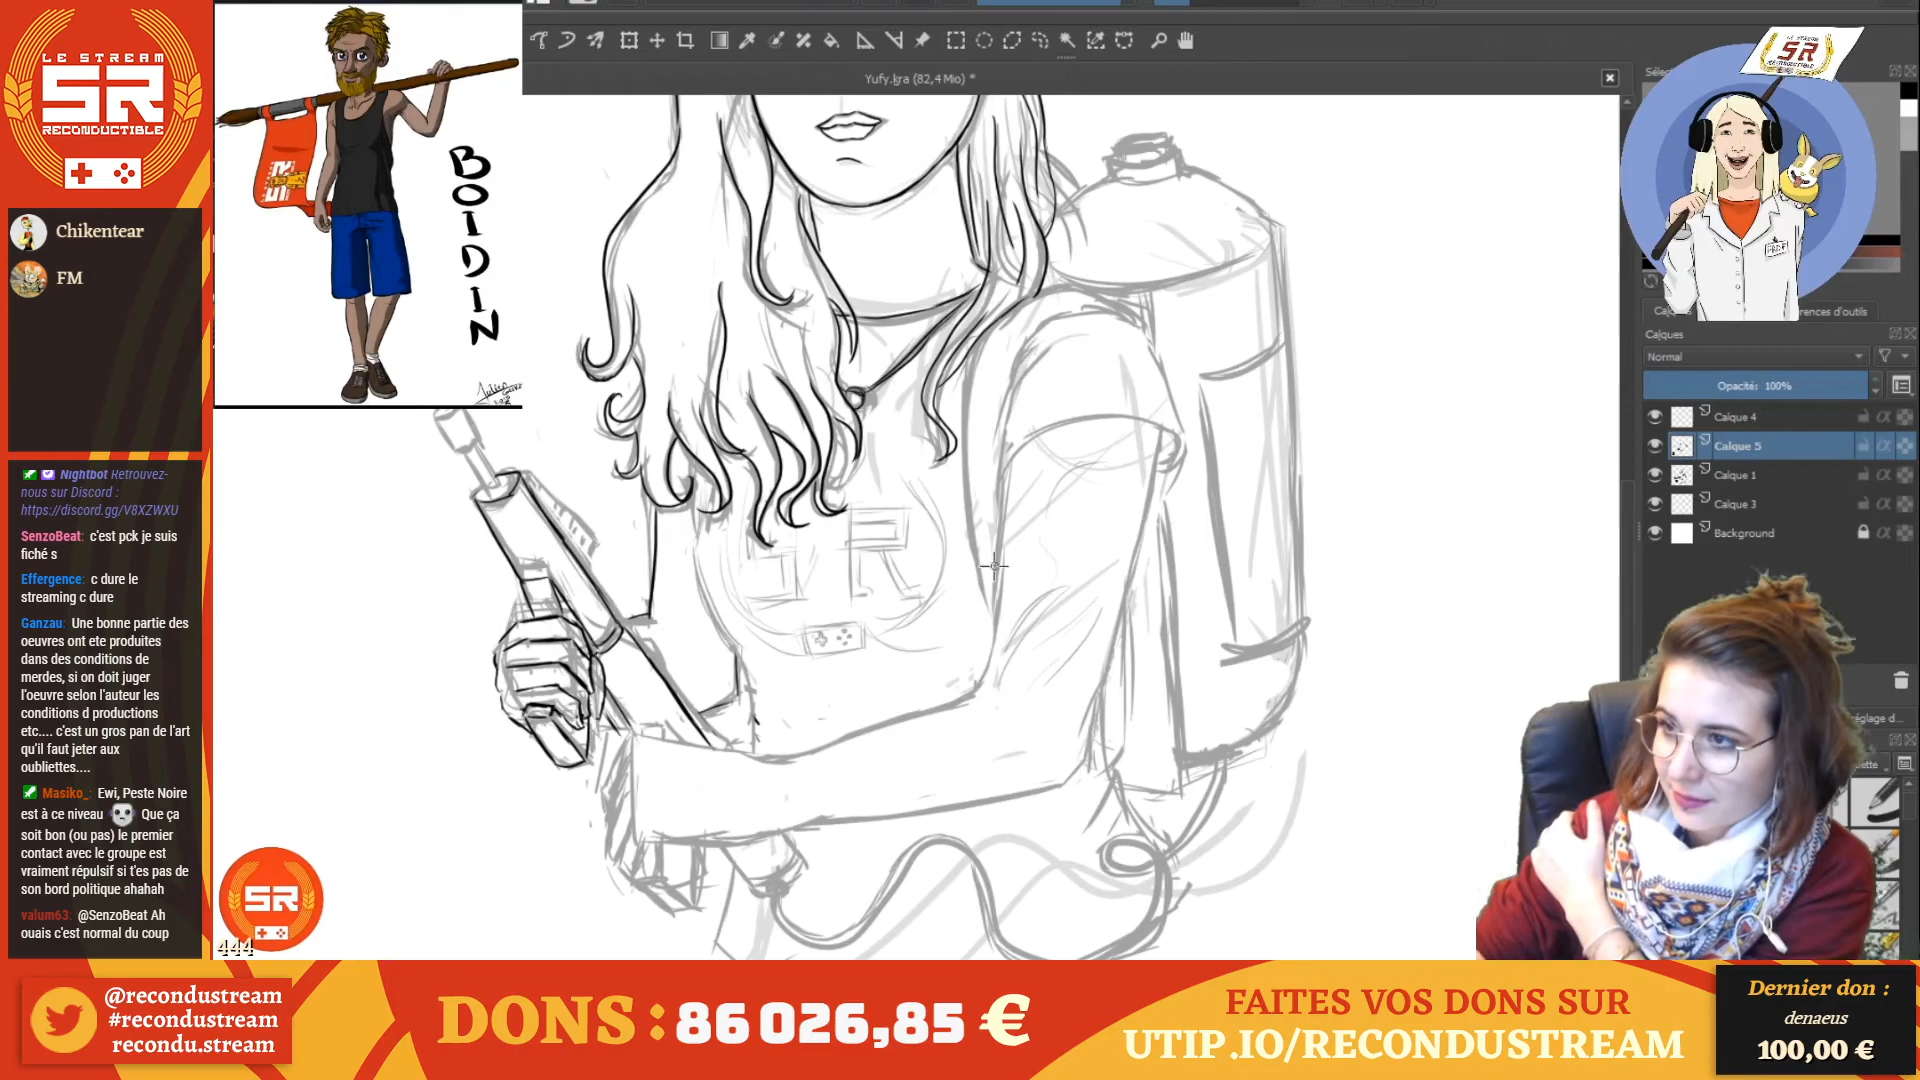 LE STREAM
SR
RECONDUCTIBLE
Chikentear
FM
BOIDIN
Nightbot Retrouvez-
nous sur Discord :
https://discord.gg/V8XZWXU
SenzoBeat: c'est pck je suis
fiché s
Effergence: c dure le
streaming c dure
Ganzau: Une bonne partie des
oeuvres ont ete produites
dans des conditions de
merdes, si on doit juger
l'oeuvre selon l'auteur les
conditions d productions
etc.... c'est un gros pan de l'art
qu'il faut jeter aux
oubliettes....
Masiko_: Ewi, Peste Noire
est à ce niveau Que ça
soit bon (ou pas) le premier
contact avec le groupe est
vraiment répulsif si t'es pas de
son bord politique ahahah
valum63: @SenzoBeat Ah
ouais c'est normal du coup
Yufy.kra (82,4 Mio) *
SR
SR
444
SR
Calques
Normal
Opacité: 100%
Calque 4
Calque 5
Calque 1
Calque 3
Background
@recondustream
#recondustream
recondu.stream
DONS : 86 026,85 €
FAITES VOS DONS SUR
UTIP.IO/RECONDUSTREAM
Dernier don :
denaeus
100,00 €